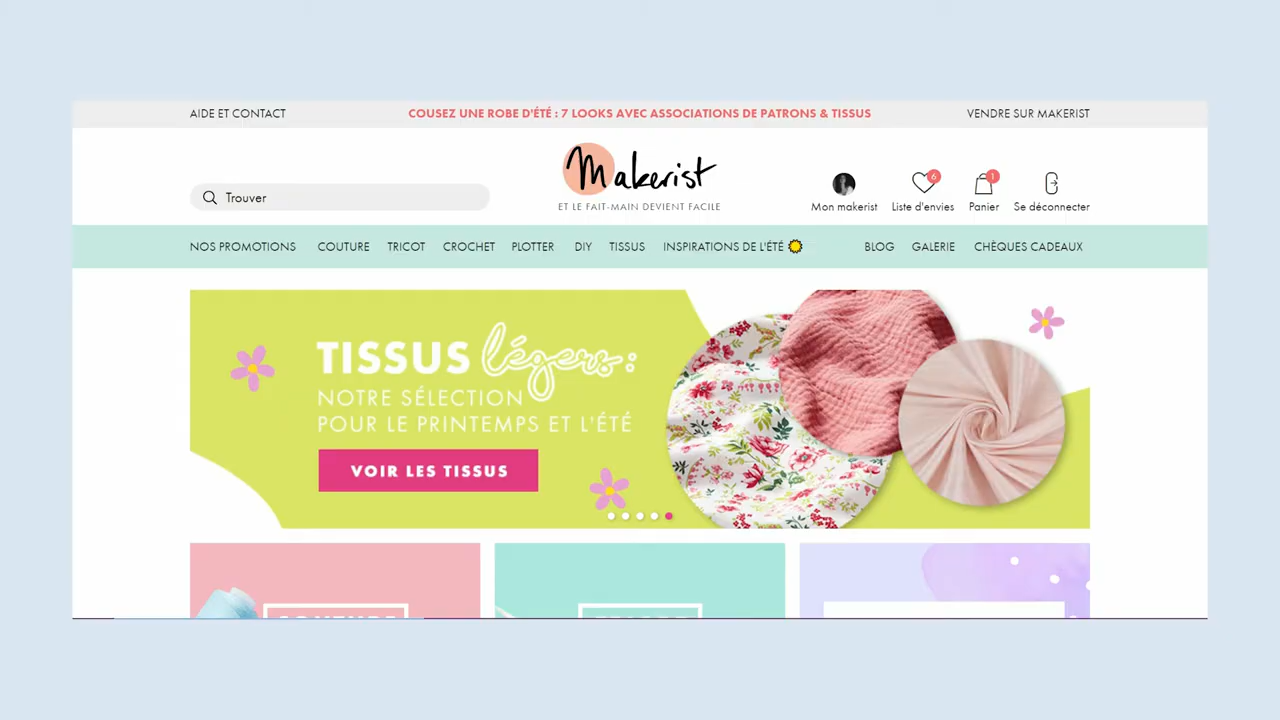 AIDE ET CONTACT
COUSEZ UNE ROBE D'ÉTÉ : 7 LOOKS AVEC ASSOCIATIONS DE PATRONS & TISSUS
VENDRE SUR MAKERIST
Makerist
ET LE FAIT-MAIN DEVIENT FACILE
Trouver
6
1
Mon makerist
Liste d'envies
Panier
Se déconnecter
NOS PROMOTIONS
COUTURE
TRICOT
CROCHET
PLOTTER
DIY
TISSUS
INSPIRATIONS DE L'ÉTÉ
BLOG
GALERIE
CHÈQUES CADEAUX
TISSUS légers :
NOTRE SÉLECTION
POUR LE PRINTEMPS ET L'ÉTÉ
VOIR LES TISSUS